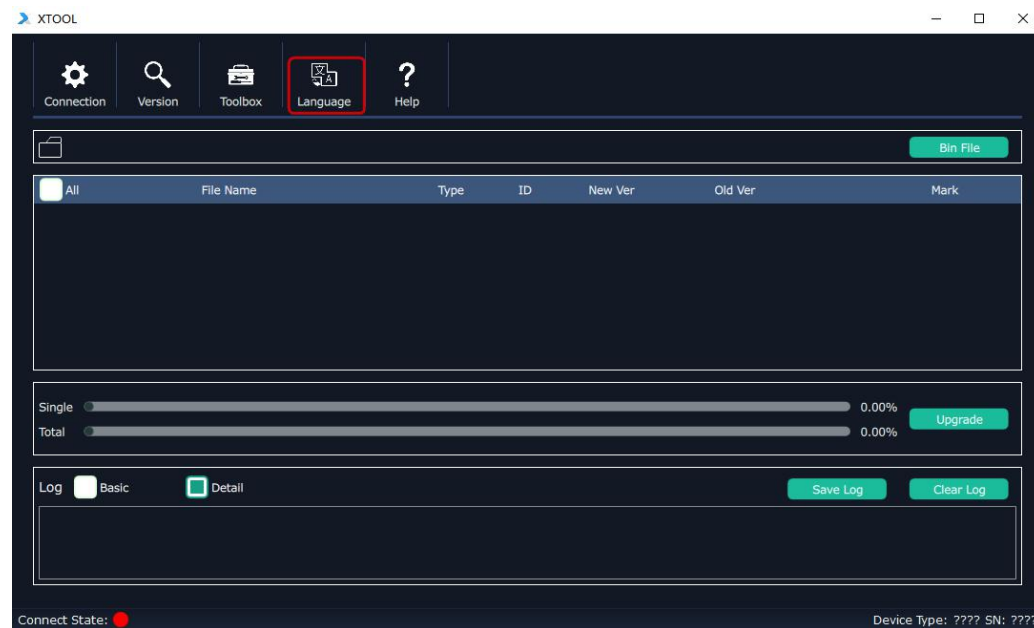 XTOOL
Connection Version Toolbox Language Help
Bin File
All File Name Type ID New Ver Old Ver Mark
Single 0.00%
Upgrade
Total 0.00%
Log Basic Detail Save Log Clear Log
Connect State: Device Type: ???? SN: ????